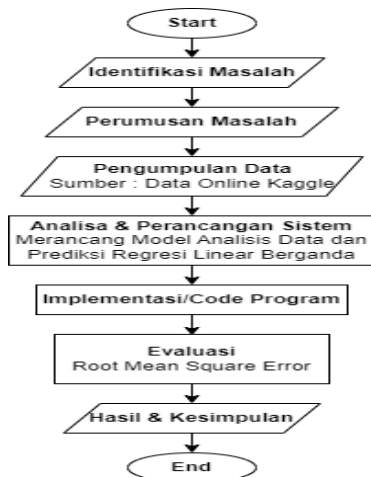 Start
Identifikasi Masalah
Perumusan Masalah
Pengumpulan Data
Sumber : Data Online Kaggle
Analisa & Perancangan Sistem
Merancang Model Analisis Data dan
Prediksi Regresi Linear Berganda
Implementasi/Code Program
Evaluasi
Root Mean Square Error
Hasil & Kesimpulan
End